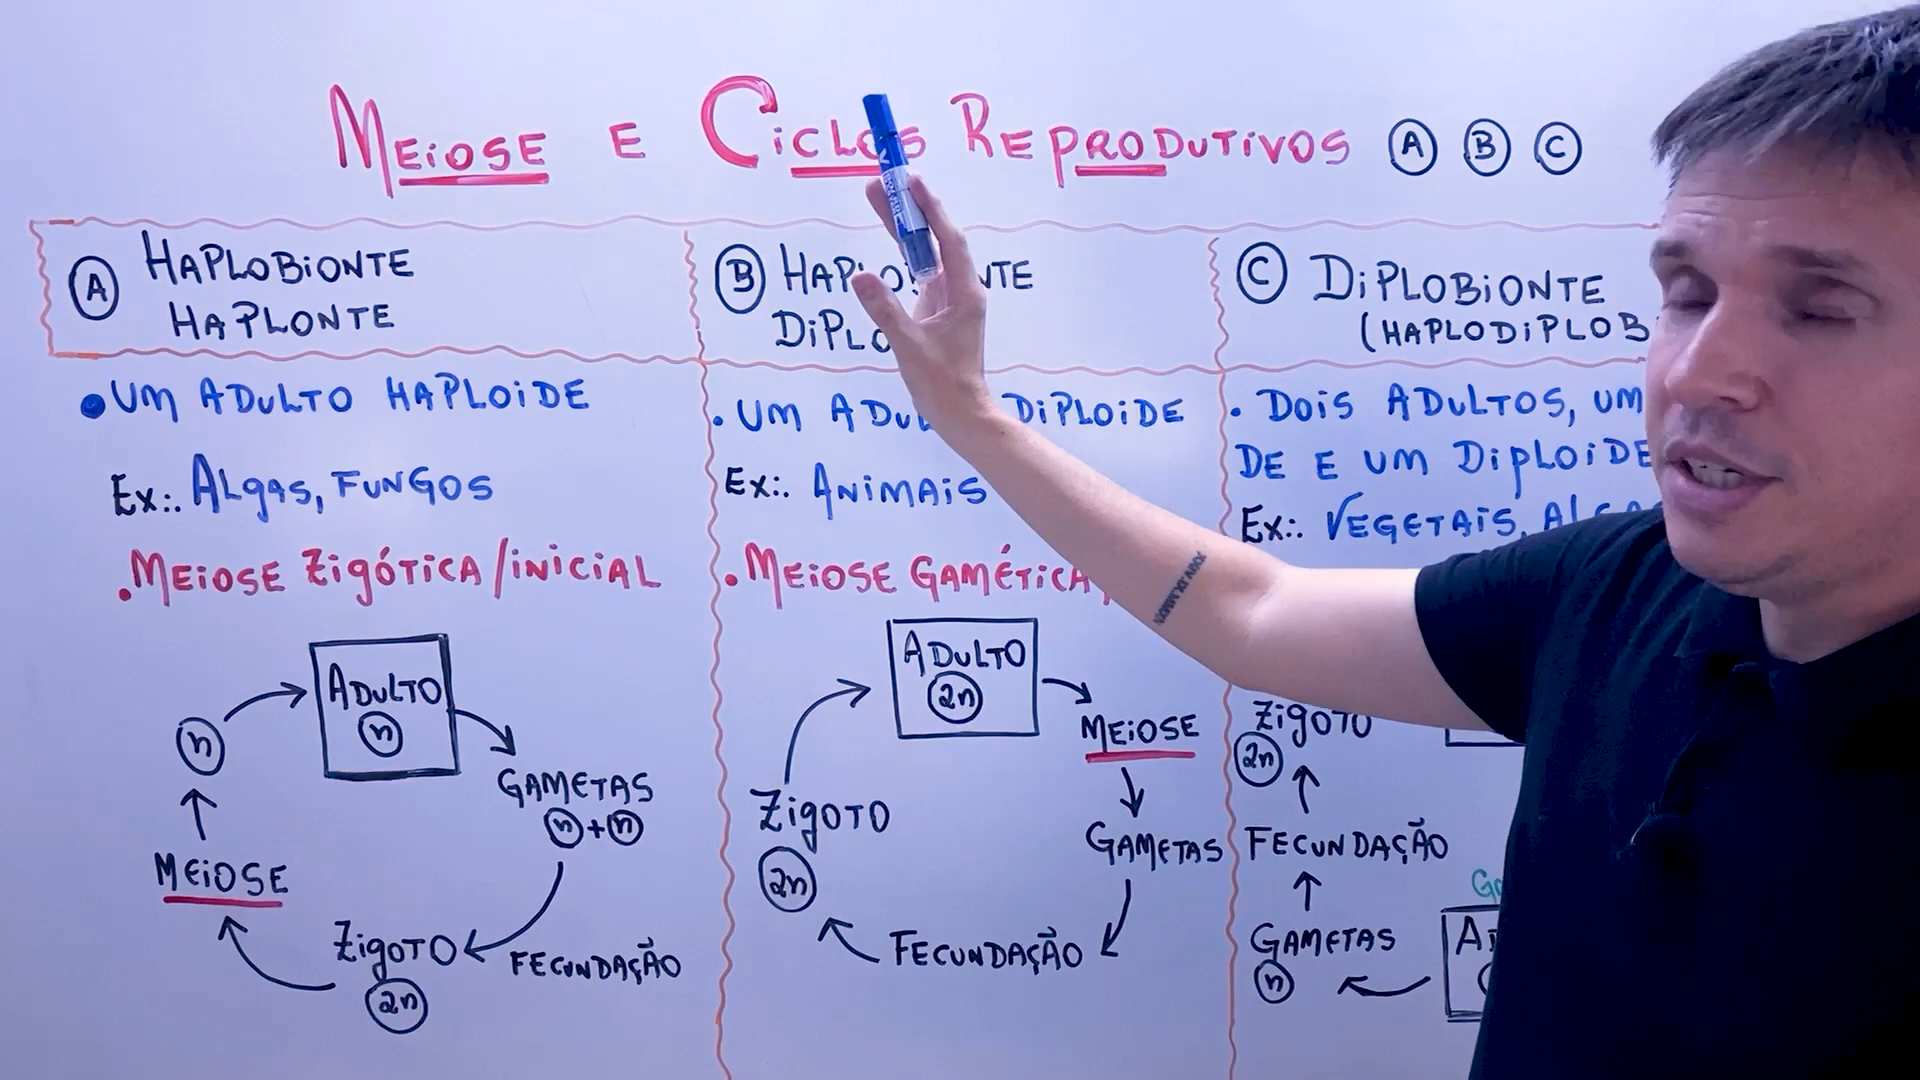 MEIOSE E CICLOS REPRODUTIVOS A B C
A HAPLOBIONTE
HAPLONTE
• UM ADULTO HAPLOIDE
Ex:. ALGAS, FUNGOS
• MEIOSE ZIGÓTICA/INICIAL
ADULTO
n
n
GAMETAS
n + n
MEIOSE
ZIGOTO
2n
FECUNDAÇÃO
B
• UM DIPLOIDE
Ex:. ANIMAIS
• MEIOSE GAMÉTICA
ADULTO
2n
MEIOSE
ZIGOTO
2n
GAMETAS
FECUNDAÇÃO
C DIPLOBIONTE
• DOIS ADULTOS, UM
DE E UM DIPLOIDE
Ex:. VEGETAIS,
ZIGOTO
2n
FECUNDAÇÃO
GAMETAS
n